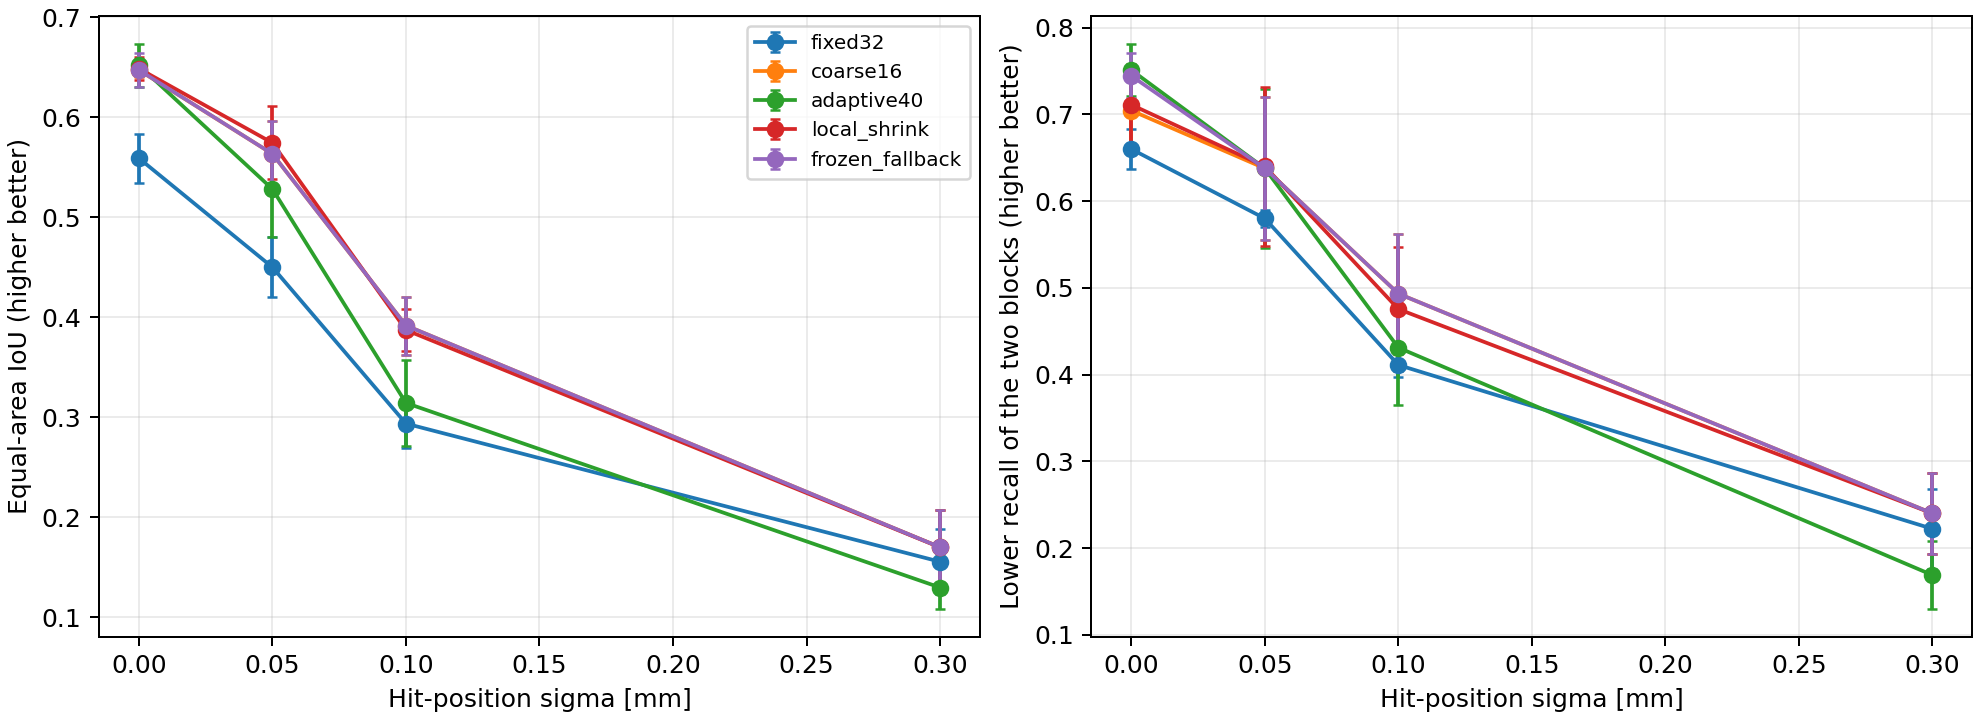 0.7
0.6
0.5
0.4
0.3
0.2
0.1
Equal-area IoU (higher better)
fixed32
coarse16
adaptive40
local_shrink
frozen_fallback
0.00 0.05 0.10 0.15 0.20 0.25 0.30
Hit-position sigma [mm]
0.8
0.7
0.6
0.5
0.4
0.3
0.2
0.1
Lower recall of the two blocks (higher better)
0.00 0.05 0.10 0.15 0.20 0.25 0.30
Hit-position sigma [mm]